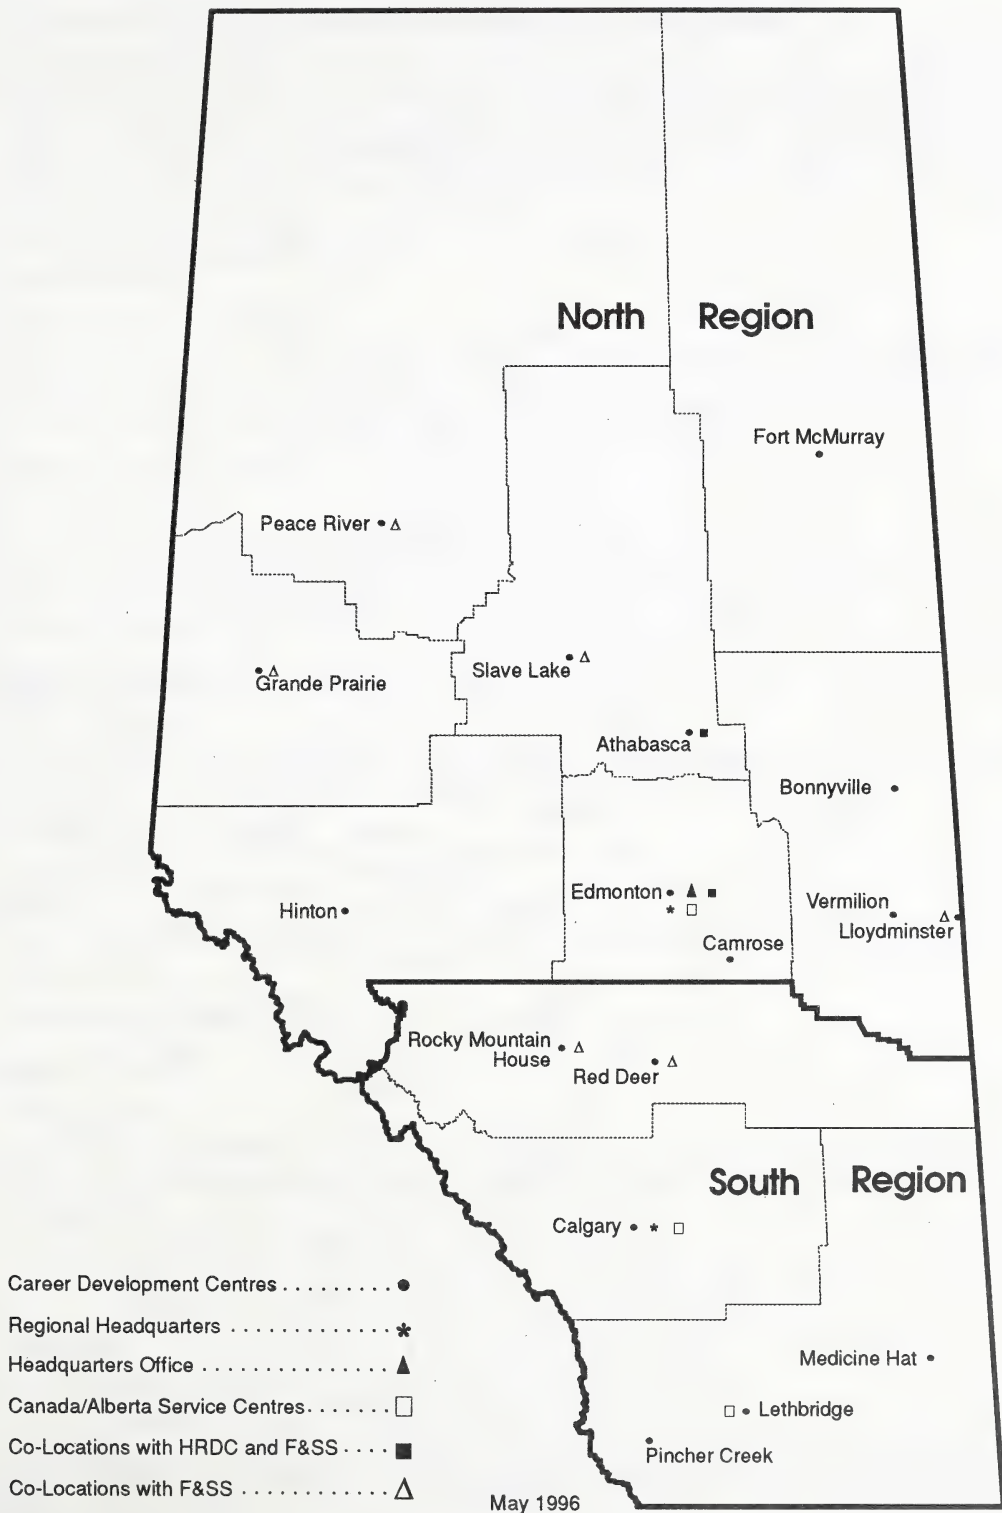 North Region
Fort McMurray
Peace River
Slave Lake
Grande Prairie
Athabasca
Bonnyville
Edmonton
Vermilion
Hinton
Lloydminster
Camrose
Rocky Mountain
House
Red Deer
South Region
Calgary
Career Development Centres . . . . . . . . ●
Regional Headquarters . . . . . . . . . . . . . *
Headquarters Office . . . . . . . . . . . . . . . ▲
Canada/Alberta Service Centres. . . . . . . □
Co-Locations with HRDC and F&SS . . . . ■
Co-Locations with F&SS . . . . . . . . . . . . △
Medicine Hat
Lethbridge
Pincher Creek
May 1996